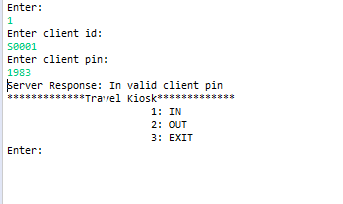 Enter:
1
Enter client id:
S0001
Enter client pin:
1983
Server Response: In valid client pin
*************Travel Kiosk*************
1: IN
2: OUT
3: EXIT
Enter: